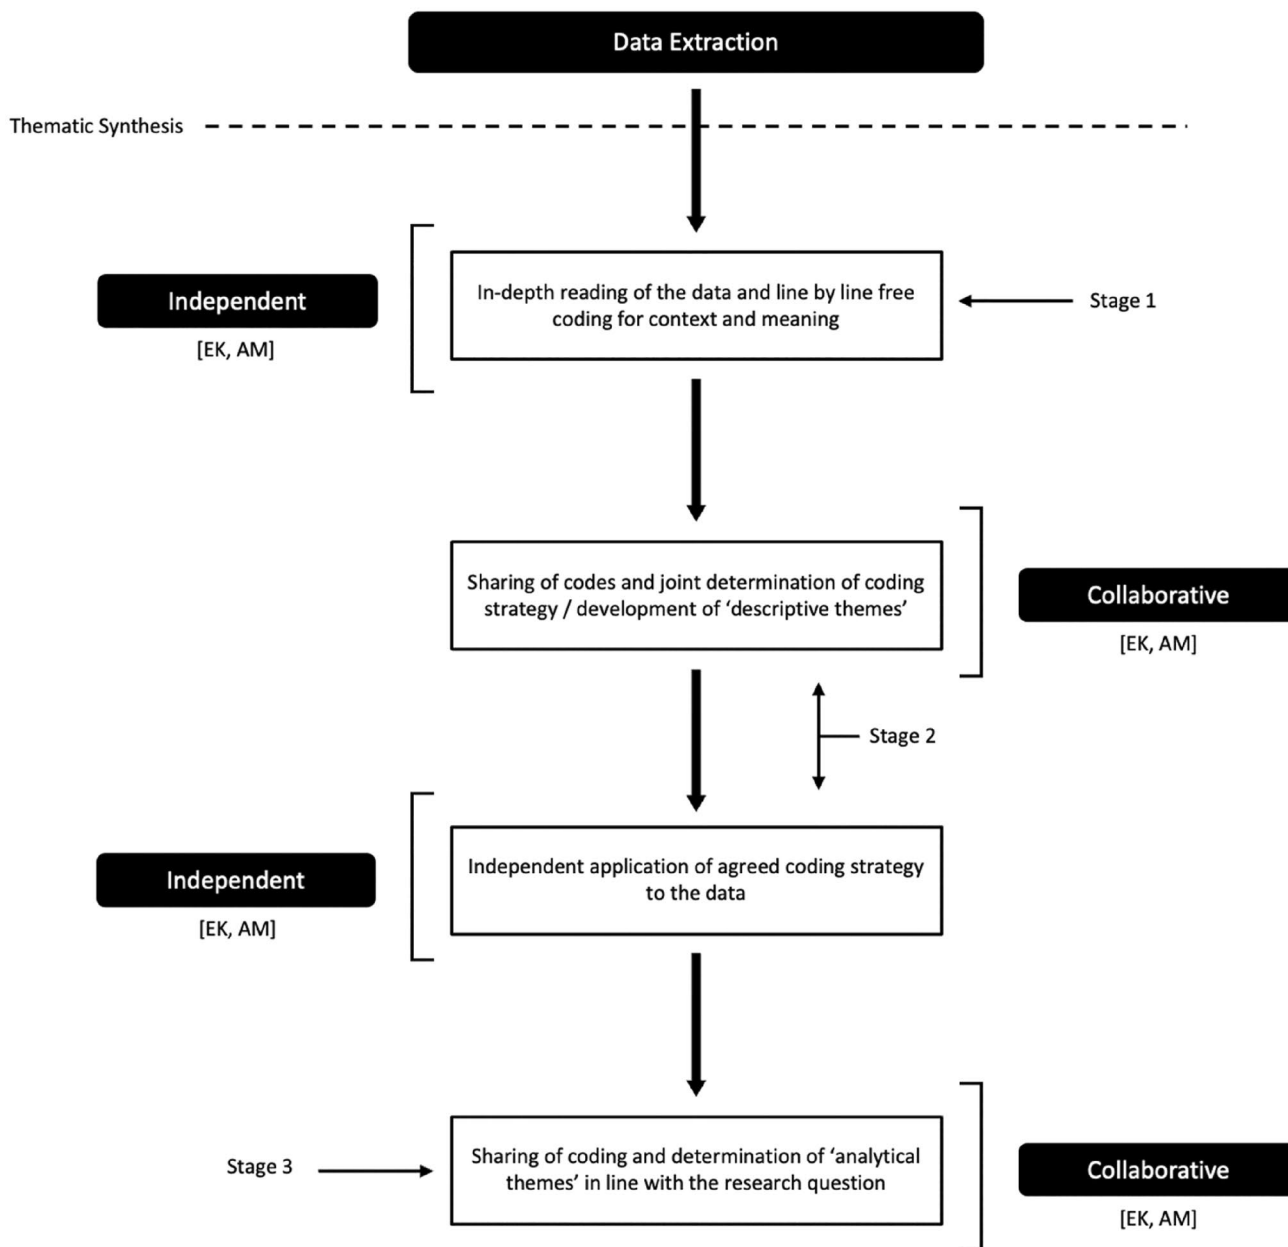 Data Extraction
Thematic Synthesis
In-depth reading of the data and line by line free
coding for context and meaning
Independent
[EK, AM]
Stage 1
Sharing of codes and joint determination of coding
strategy / development of ‘descriptive themes’
Collaborative
[EK, AM]
Stage 2
Independent application of agreed coding strategy
to the data
Independent
[EK, AM]
Sharing of coding and determination of ‘analytical
themes’ in line with the research question
Stage 3
Collaborative
[EK, AM]